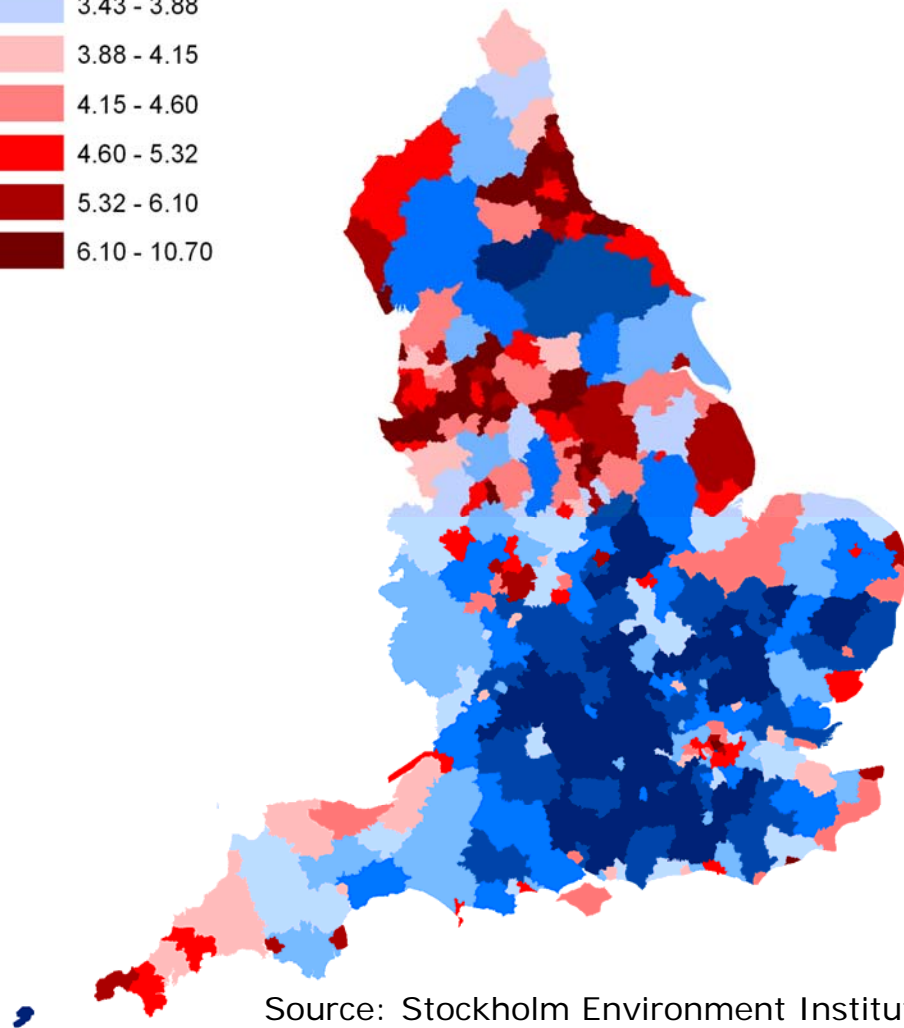 3.43 - 3.88
3.88 - 4.15
4.15 - 4.60
4.60 - 5.32
5.32 - 6.10
6.10 - 10.70
Source: Stockholm Environment Institu